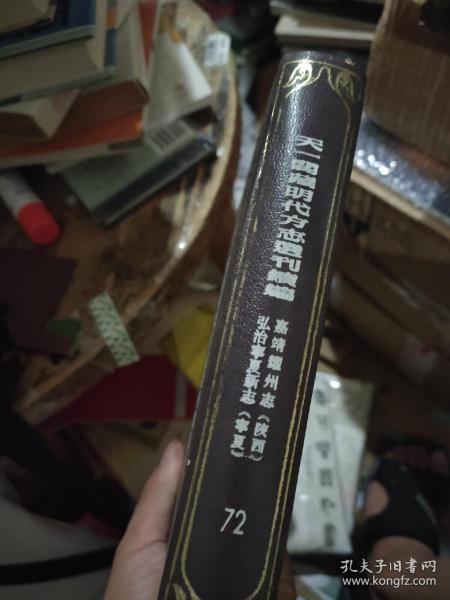 天一閣藏明代方志選刊續編
嘉靖耀州志（陝西）
弘治寧夏新志（寧夏）
72
孔夫子旧书网
www.kongfz.com